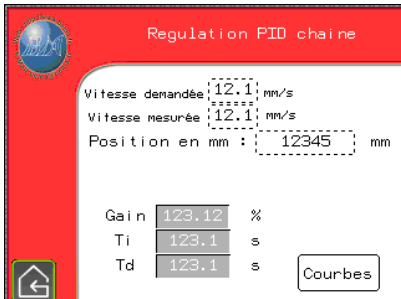 Regulation PID chaine
Vitesse demandée 12.1 mm/s
Vitesse mesurée 12.1 mm/s
Position en mm : 12345 mm
Gain 123.12 %
Ti 123.1 s
Td 123.1 s
Courbes